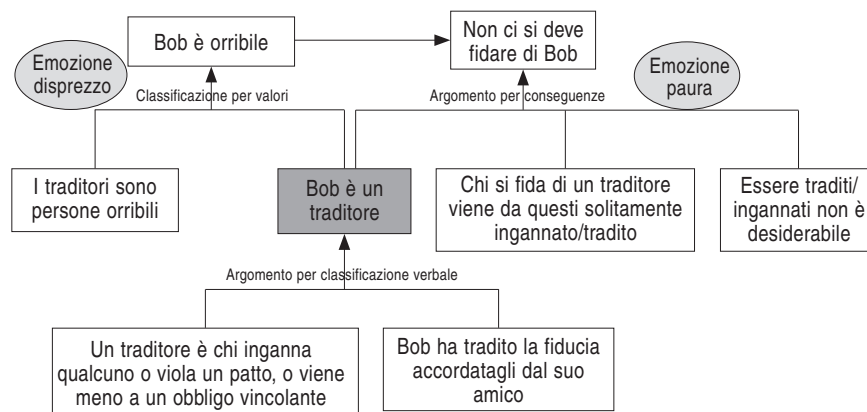 Bob è orribile
Non ci si deve
fidare di Bob
Emozione
disprezzo
Emozione
paura
Classificazione per valori
Argomento per conseguenze
I traditori sono
persone orribili
Bob è un
traditore
Chi si fida di un traditore
viene da questi solitamente
ingannato/tradito
Essere traditi/
ingannati non è
desiderabile
Argomento per classificazione verbale
Un traditore è chi inganna
qualcuno o viola un patto, o viene
meno a un obbligo vincolante
Bob ha tradito la fiducia
accordatagli dal suo
amico